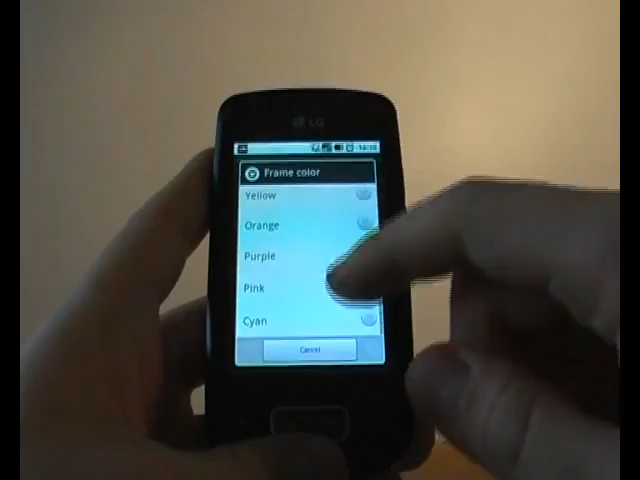 LG
Frame color
Yellow
Orange
Purple
Pink
Cyan
Cancel